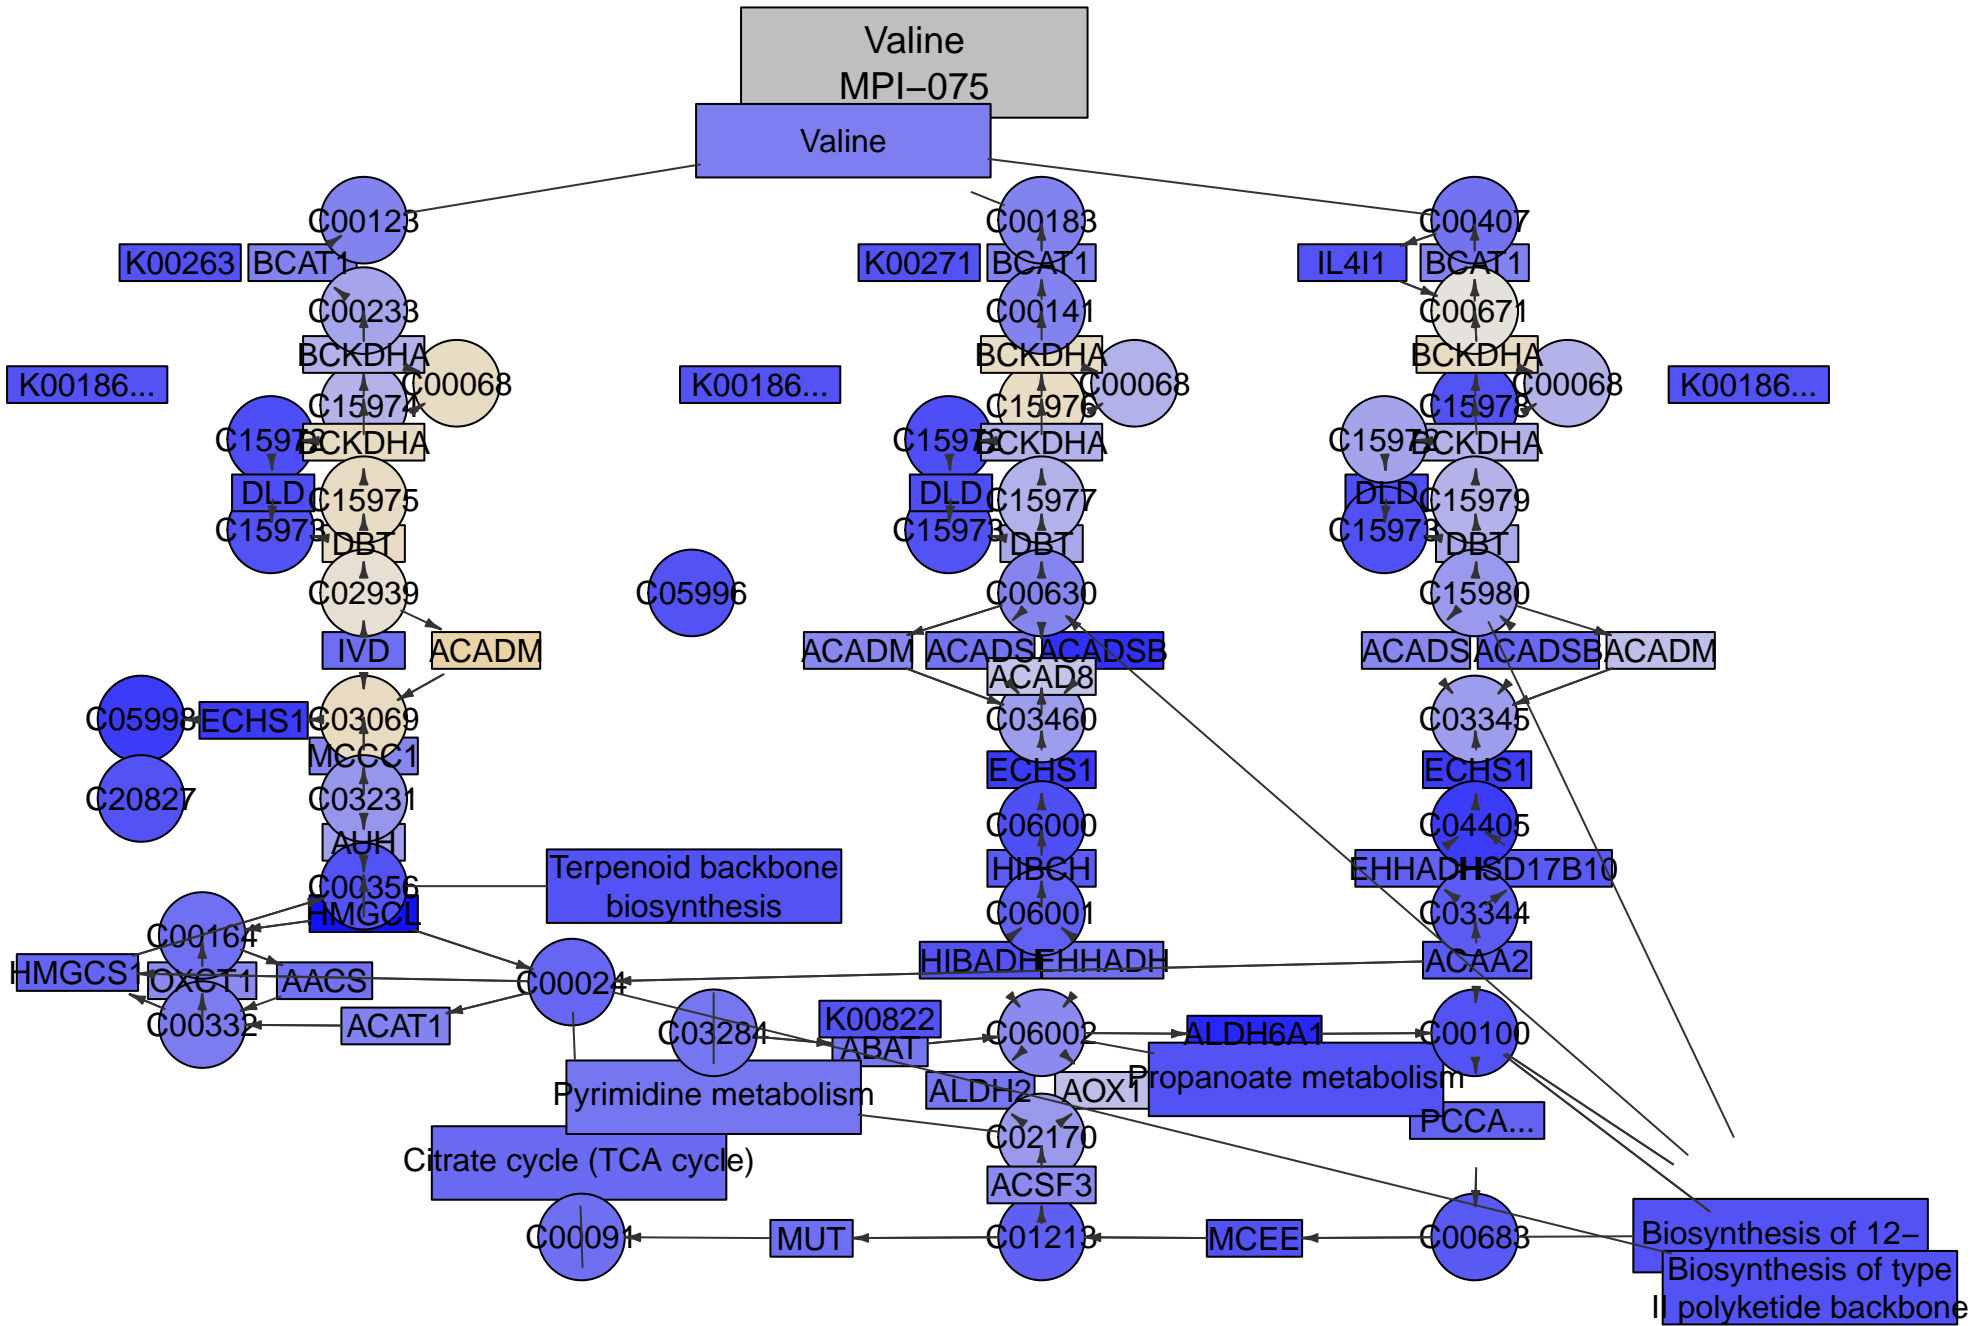 Valine
MPI−075
Valine
C00123
C00183
C00407
K00263
BCAT1
K00271
BCAT1
IL4I1
BCAT1
C00233
C00141
C00671
BCKDHA
BCKDHA
BCKDHA
K00186...
C00068
K00186...
C00068
C00068
K00186...
C15974
C15976
C15978
C15972
BCKDHA
C15972
BCKDHA
C15972
BCKDHA
DLD
C15975
DLD
C15977
DLD
C15979
C15973
DBT
C15973
DBT
C15973
DBT
C02939
C05996
C00630
C15980
IVD
ACADM
ACADM
ACADS
ACADSB
ACADS
ACADSB
ACADM
ACAD8
C05998
ECHS1
C03069
C03460
C03345
MCCC1
ECHS1
ECHS1
C20827
C03231
C06000
C04405
AUH
HIBCH
EHHADH
HSD17B10
C00356
Terpenoid backbone
biosynthesis
HMGCL
C06001
C03344
C00164
HMGCS1
OXCT1
AACS
C00024
HIBADH
EHHADH
ACAA2
C00332
ACAT1
C03284
K00822
ABAT
C06002
ALDH6A1
C00100
Pyrimidine metabolism
ALDH2
AOX1
Propanoate metabolism
PCCA...
C02170
Citrate cycle (TCA cycle)
ACSF3
C00091
MUT
C01213
MCEE
C00683
Biosynthesis of 12−
Biosynthesis of type
II polyketide backbone